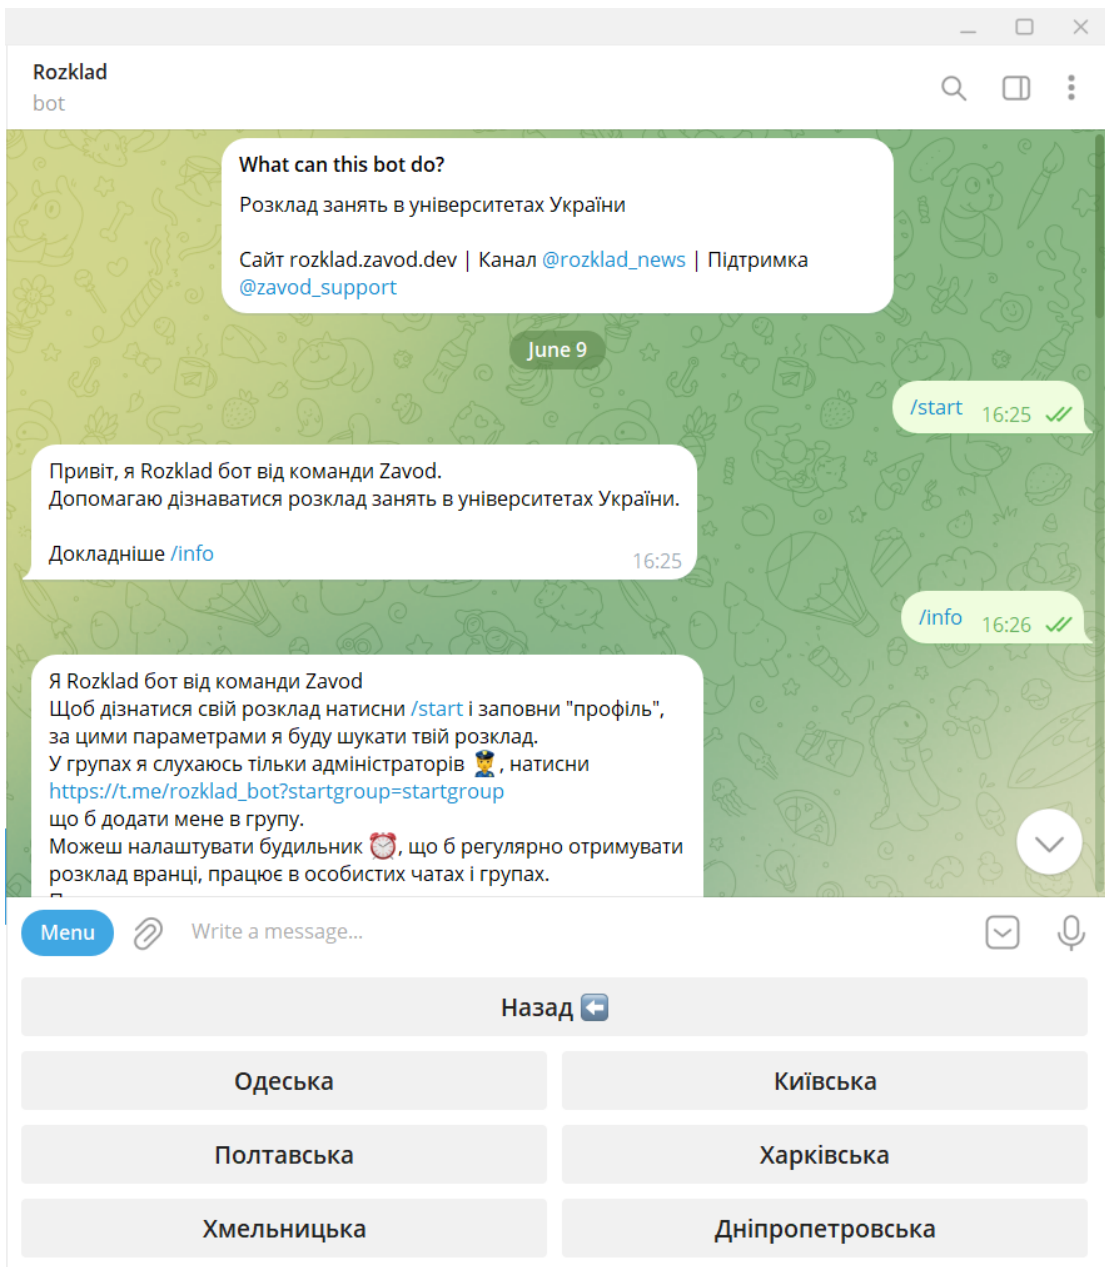 Rozklad
bot
What can this bot do?
Розклад занять в університетах України
Сайт rozklad.zavod.dev | Канал @rozklad_news | Підтримка
@zavod_support
June 9
/start 16:25
Привіт, я Rozklad бот від команди Zavod.
Допомагаю дізнаватися розклад занять в університетах України.
Докладніше /info
16:25
/info 16:26
Я Rozklad бот від команди Zavod
Щоб дізнатися свій розклад натисни /start і заповни "профіль",
за цими параметрами я буду шукати твій розклад.
У групах я слухаюсь тільки адміністраторів 👮, натисни
https://t.me/rozklad_bot?startgroup=startgroup
що б додати мене в групу.
Можеш налаштувати будильник ⏰, що б регулярно отримувати
розклад вранці, працює в особистих чатах і групах.
Menu Write a message...
Назад ⬅️
Одеська Київська
Полтавська Харківська
Хмельницька Дніпропетровська